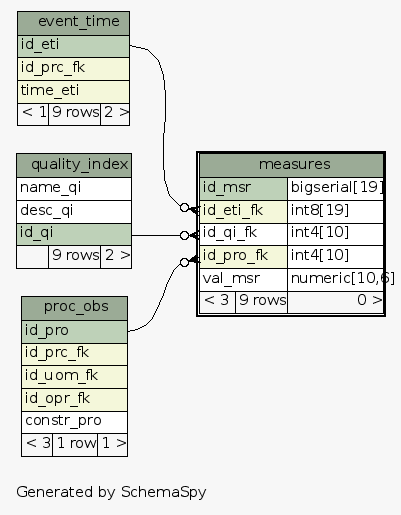 event_time
id_eti
id_prc_fk
time_eti
< 1 9 rows 2 >
quality_index
name_qi
desc_qi
id_qi
9 rows 2 >
measures
id_msr bigserial[19]
id_eti_fk int8[19]
id_qi_fk int4[10]
id_pro_fk int4[10]
val_msr numeric[10,6]
< 3 9 rows 0 >
proc_obs
id_pro
id_prc_fk
id_uom_fk
id_opr_fk
constr_pro
< 3 1 row 1 >
Generated by SchemaSpy